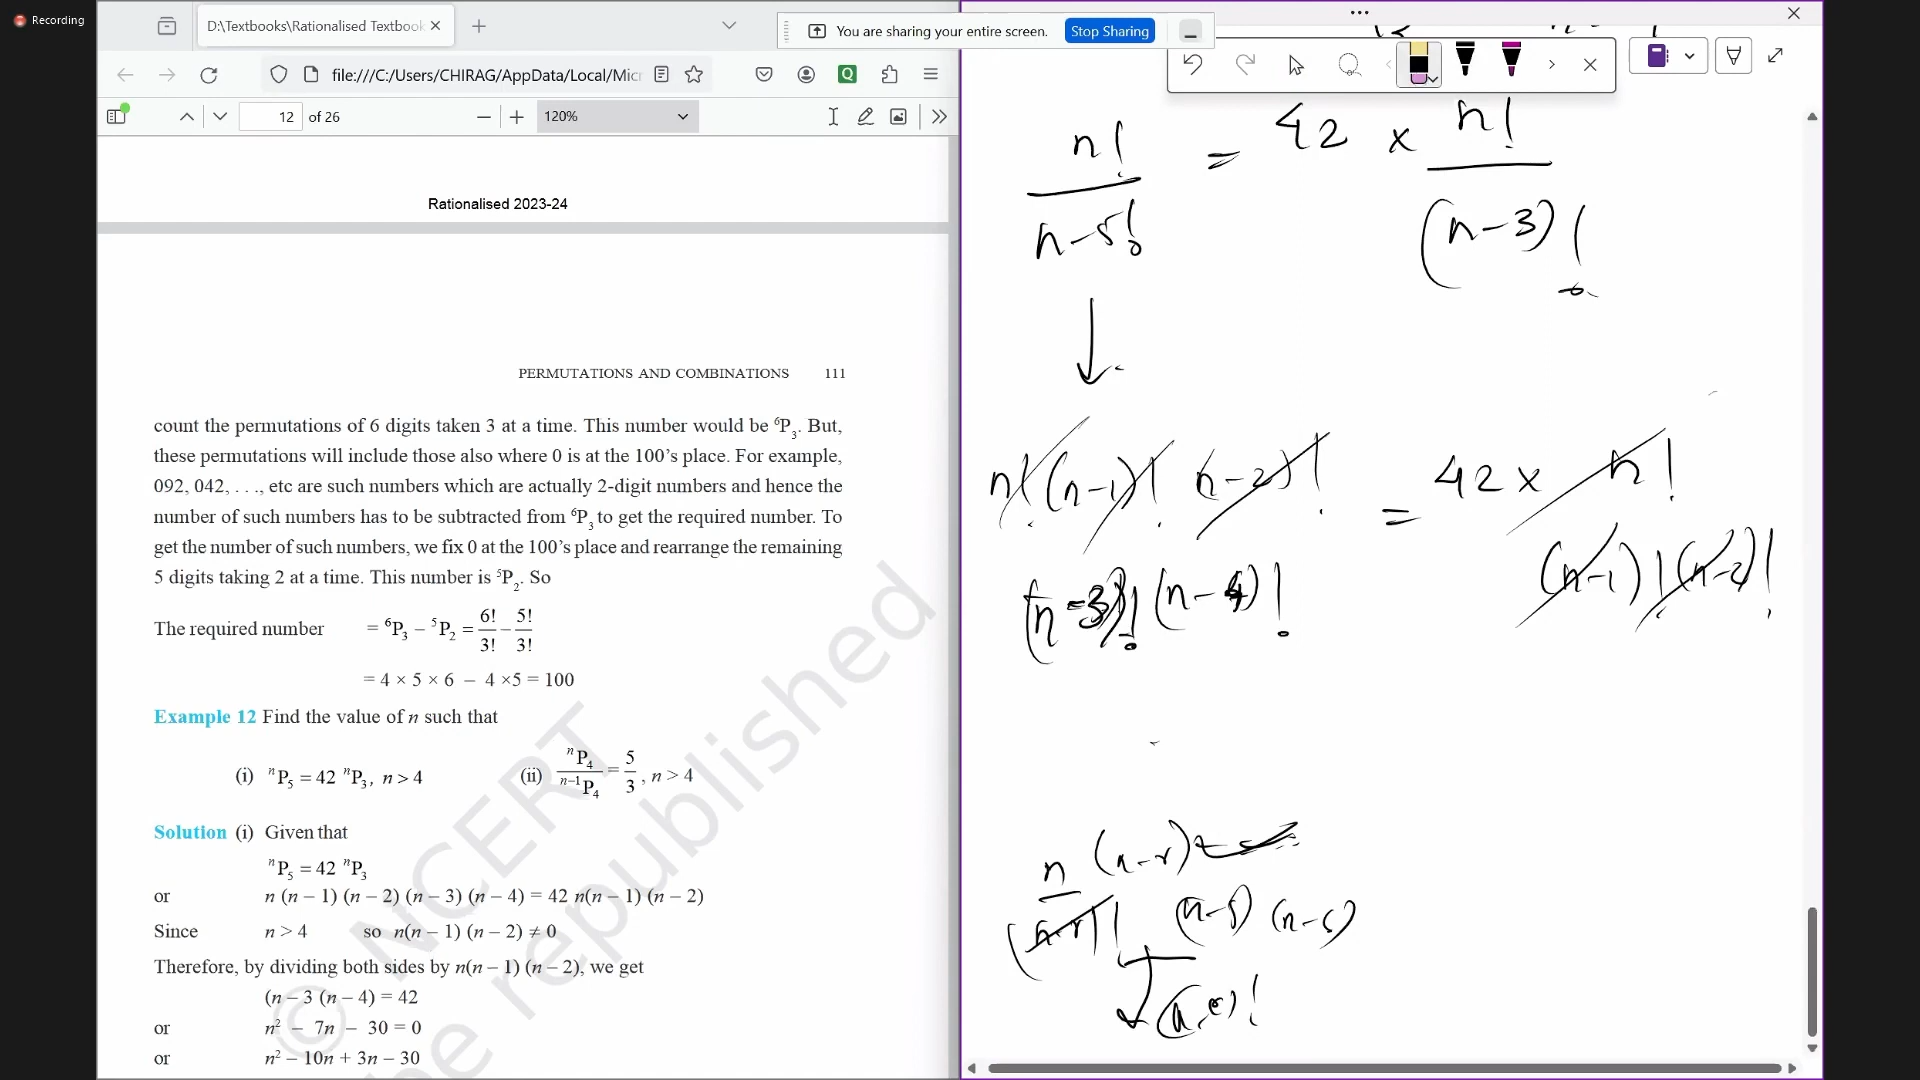 Recording
D:\Textbooks\Rationalised Textbook
You are sharing your entire screen. Stop Sharing
file:///C:/Users/CHIRAG/AppData/Local/Micr
12 of 26
120%
Rationalised 2023-24
PERMUTATIONS AND COMBINATIONS 111
count the permutations of 6 digits taken 3 at a time. This number would be ⁶P₃. But,
these permutations will include those also where 0 is at the 100's place. For example,
092, 042, . . ., etc are such numbers which are actually 2-digit numbers and hence the
number of such numbers has to be subtracted from ⁶P₃ to get the required number. To
get the number of such numbers, we fix 0 at the 100's place and rearrange the remaining
5 digits taking 2 at a time. This number is ⁵P₂. So
The required number = ⁶P₃ – ⁵P₂ = 6!/3! – 5!/3!
= 4 × 5 × 6 – 4 ×5 = 100
Example 12 Find the value of n such that
(i) ⁿP₅ = 42 ⁿP₃, n > 4 (ii) ⁿP₄/ⁿ⁻¹P₄ = 5/3, n > 4
Solution (i) Given that
ⁿP₅ = 42 ⁿP₃
or n (n – 1) (n – 2) (n – 3) (n – 4) = 42 n(n – 1) (n – 2)
Since n > 4 so n(n – 1) (n – 2) ≠ 0
Therefore, by dividing both sides by n(n – 1) (n – 2), we get
(n – 3 (n – 4) = 42
or n² – 7n – 30 = 0
or n² – 10n + 3n – 30
© NCERT
be republished
n! = 42 × n!
n-5! (n-3)!
n! (n-1)! (n-2)! = 42 × n!
(n-1)! (n-2)!
(n-3)! (n-4)!
n (n-r)
(n-r)!